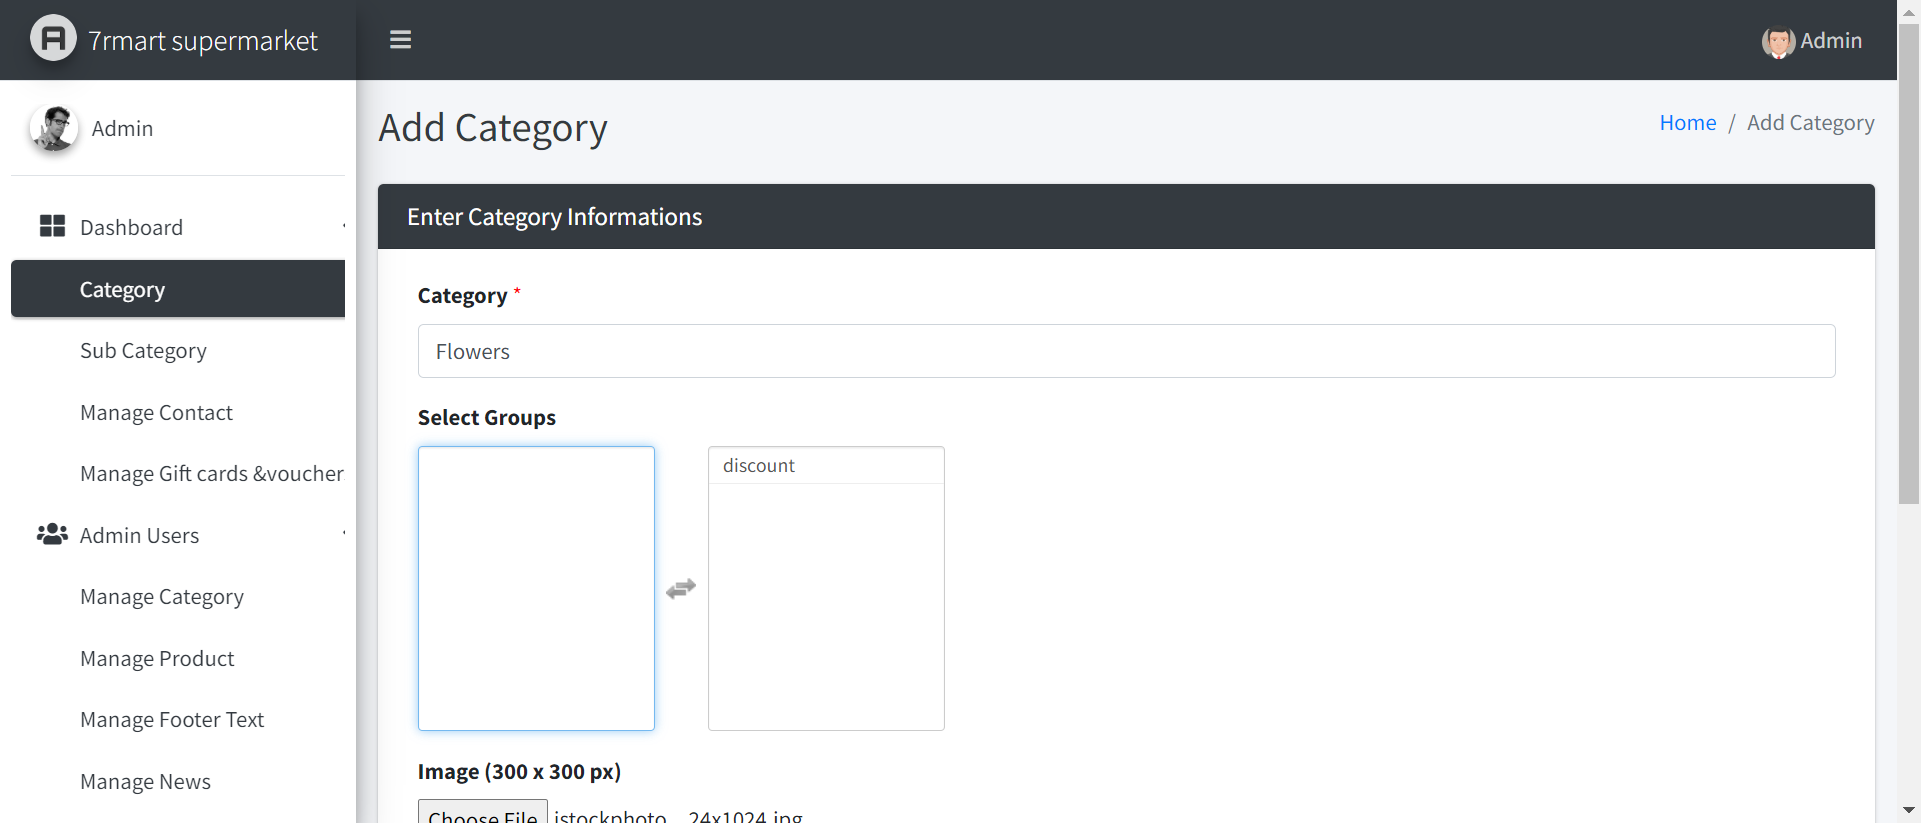 7rmart supermarket
Admin
Admin
Add Category
Home / Add Category
Dashboard
Category
Sub Category
Manage Contact
Manage Gift cards &voucher
Admin Users
Manage Category
Manage Product
Manage Footer Text
Manage News
Enter Category Informations
Category *
Flowers
Select Groups
discount
Image (300 x 300 px)
Choose File istockphoto...24x1024.jpg